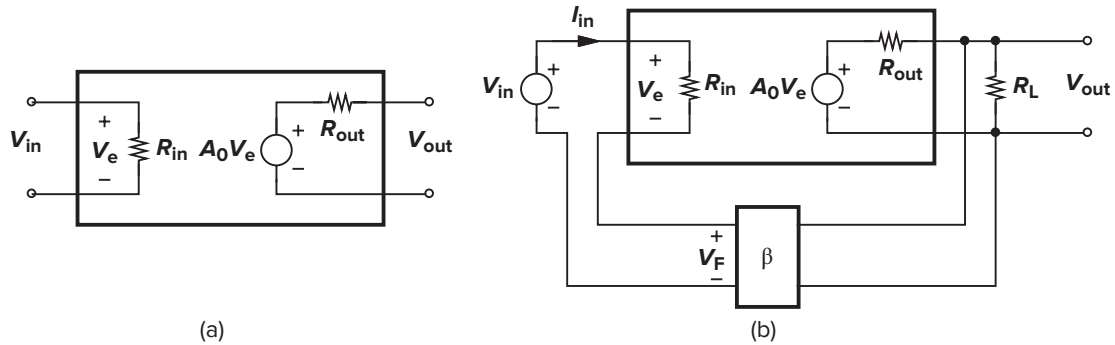 V_in
+
V_e
−
R_in
A_0V_e
+
−
R_out
V_out
(a)
I_in
V_in
+
−
+
V_e
−
R_in
A_0V_e
+
−
R_out
R_L
V_out
+
V_F
−
β
(b)